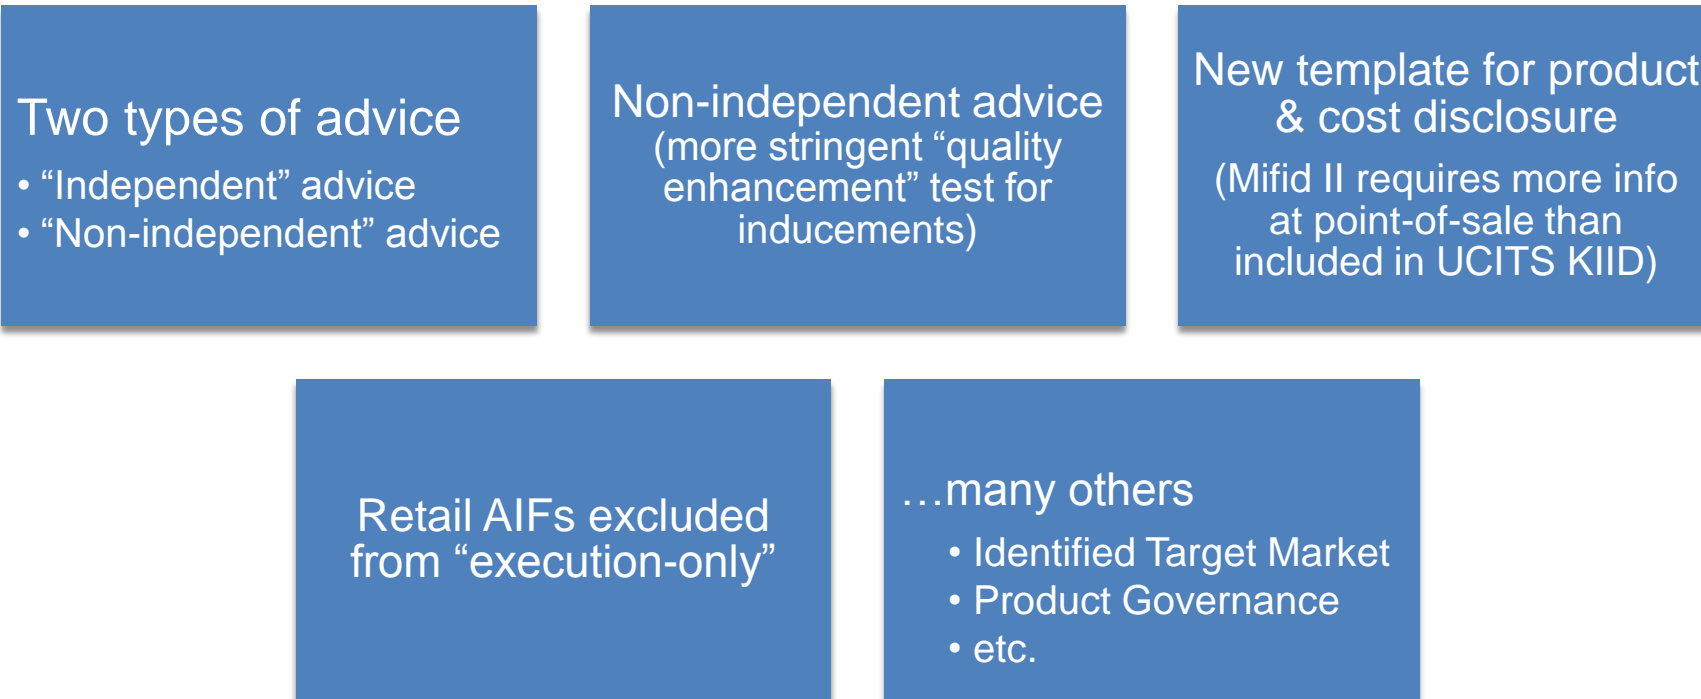 Two types of advice
• “Independent” advice
• “Non-independent” advice
Non-independent advice
(more stringent “quality
enhancement” test for
inducements)
New template for product
& cost disclosure
(Mifid II requires more info
at point-of-sale than
included in UCITS KIID)
Retail AIFs excluded
from “execution-only”
…many others
• Identified Target Market
• Product Governance
• etc.